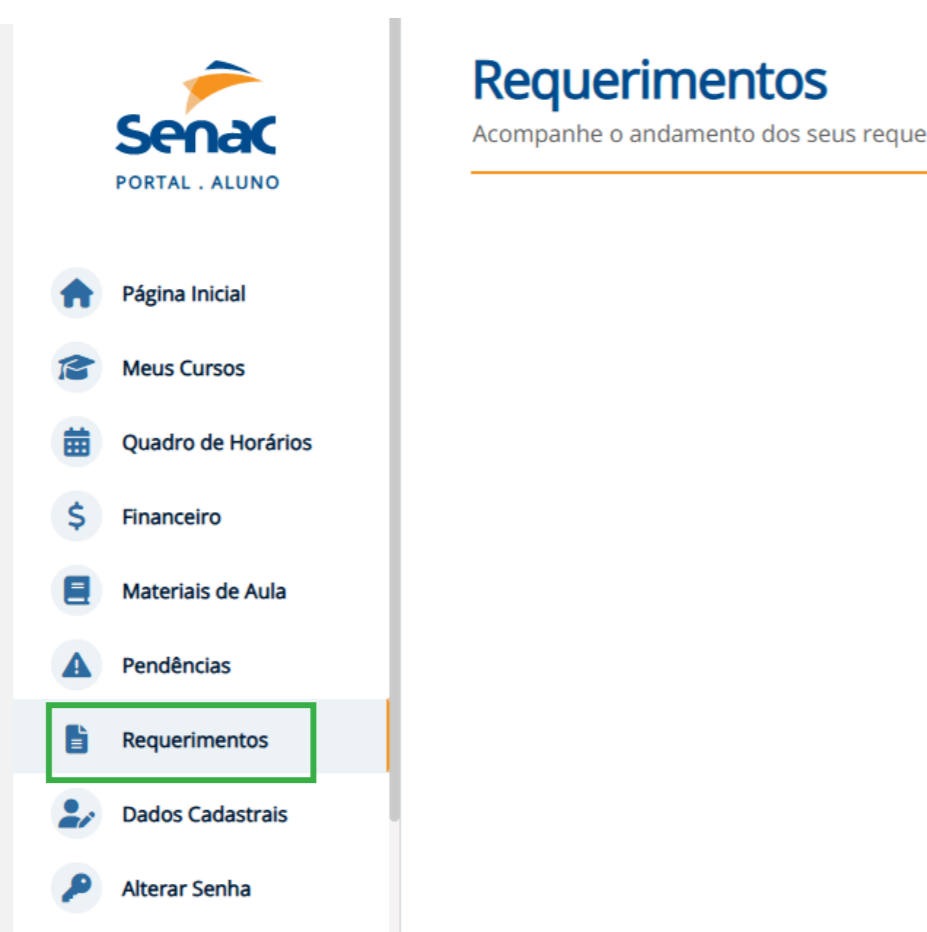 Senac
PORTAL . ALUNO
Página Inicial
Meus Cursos
Quadro de Horários
Financeiro
Materiais de Aula
Pendências
Requerimentos
Dados Cadastrais
Alterar Senha
Requerimentos
Acompanhe o andamento dos seus reque